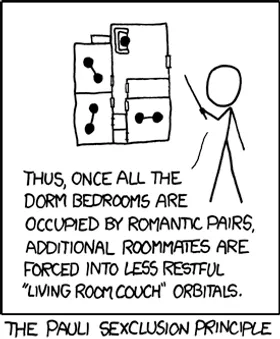 THUS, ONCE ALL THE
DORM BEDROOMS ARE
OCCUPIED BY ROMANTIC PAIRS,
ADDITIONAL ROOMMATES ARE
FORCED INTO LESS RESTFUL
"LIVING ROOM COUCH" ORBITALS.
THE PAULI SEXCLUSION PRINCIPLE